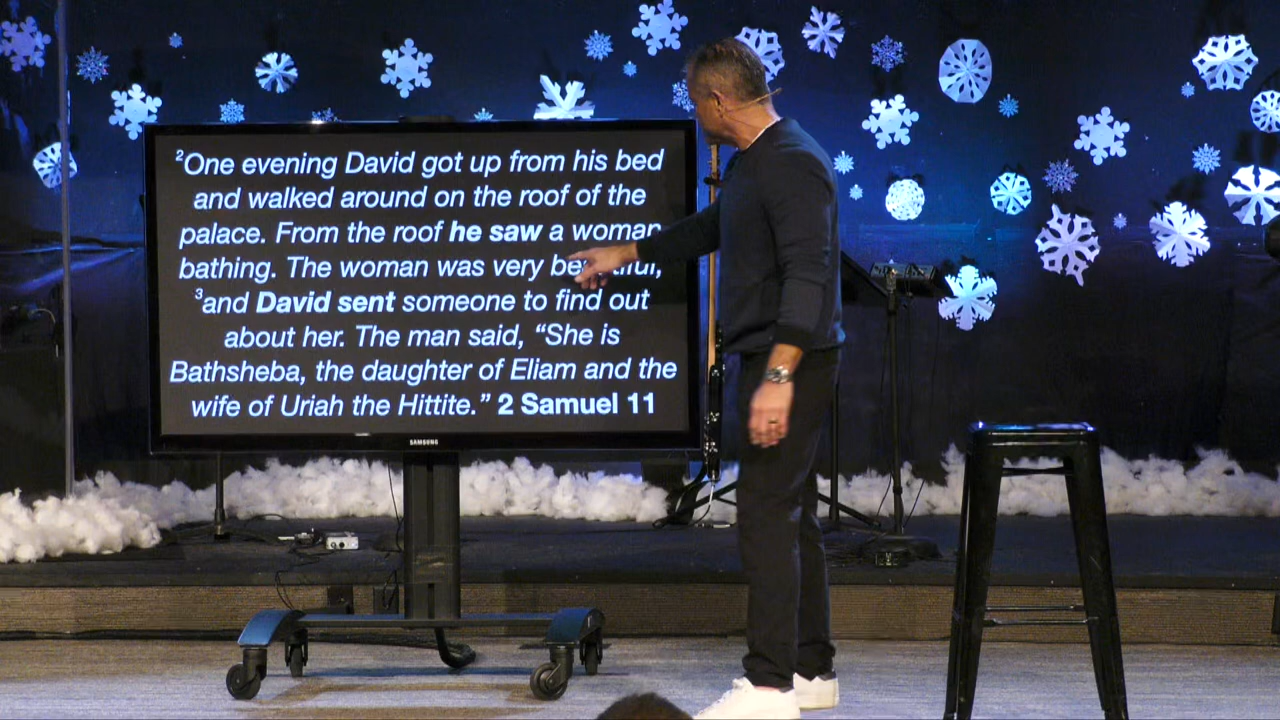 ²One evening David got up from his bed
and walked around on the roof of the
palace. From the roof he saw a woman
bathing. The woman was very
³and David sent someone to find out
about her. The man said, “She is
Bathsheba, the daughter of Eliam and the
wife of Uriah the Hittite.” 2 Samuel 11
SAMSUNG